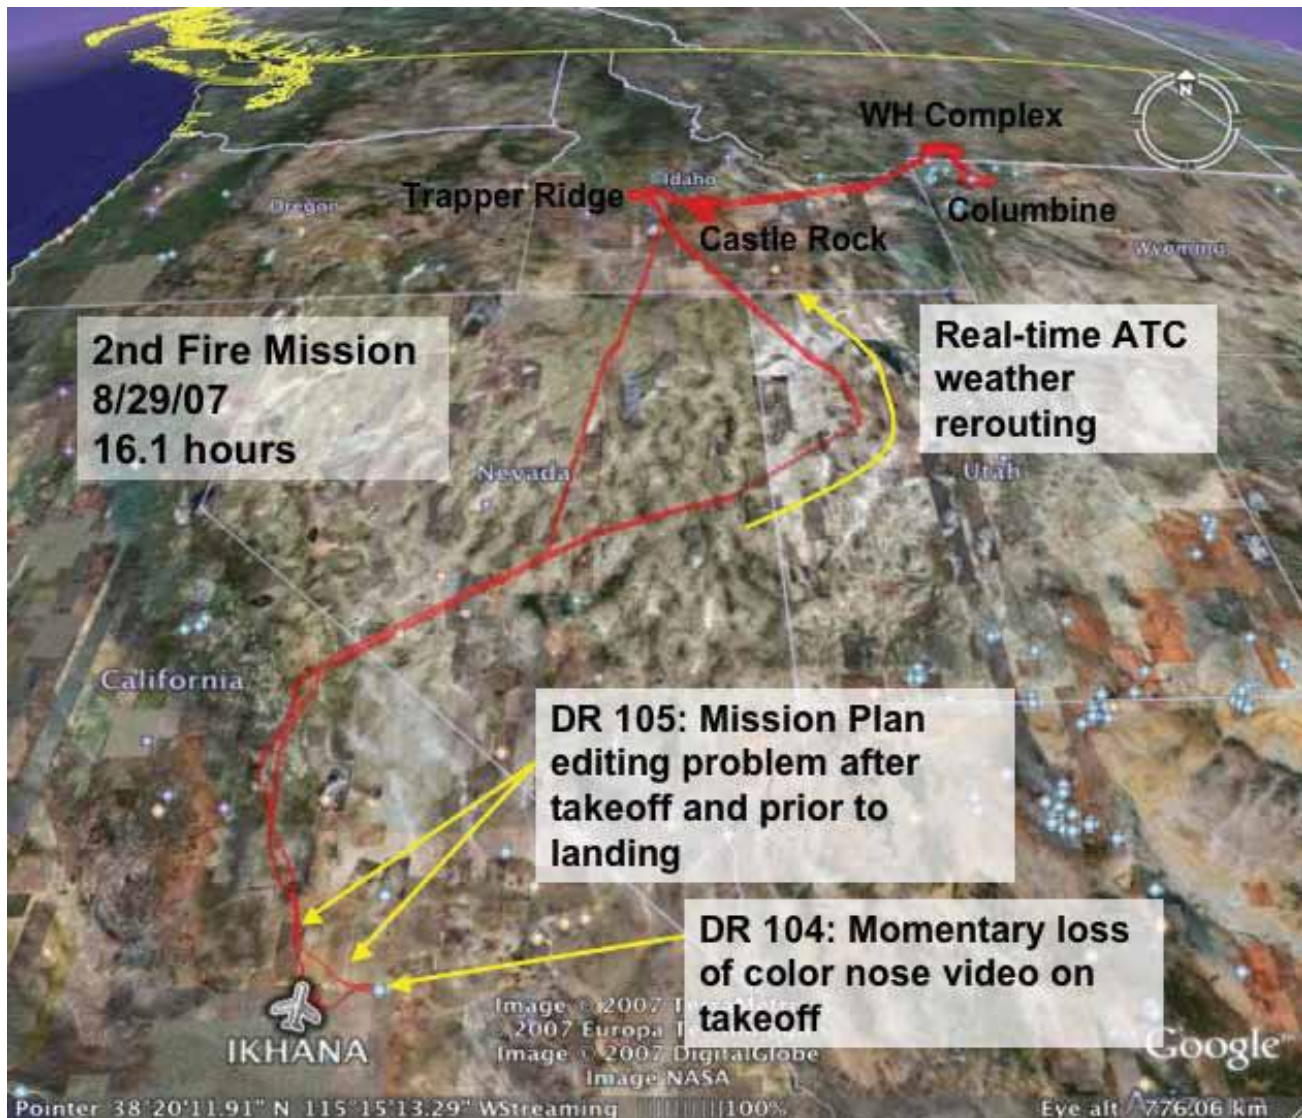 N
WH Complex
Idaho
Trapper Ridge
Oregon
Columbine
Castle Rock
Wyoming
2nd Fire Mission
8/29/07
16.1 hours
Real-time ATC
weather
rerouting
Nevada
Utah
California
DR 105: Mission Plan
editing problem after
takeoff and prior to
landing
DR 104: Momentary loss
of color nose video on
takeoff
IKHANA
Image © 2007
2007 Europa
Image © 2007 DigitalGlobe
Image NASA
Google
Pointer 38°20'11.91" N 115°15'13.29" W Streaming 100% Eye alt 776.06 km